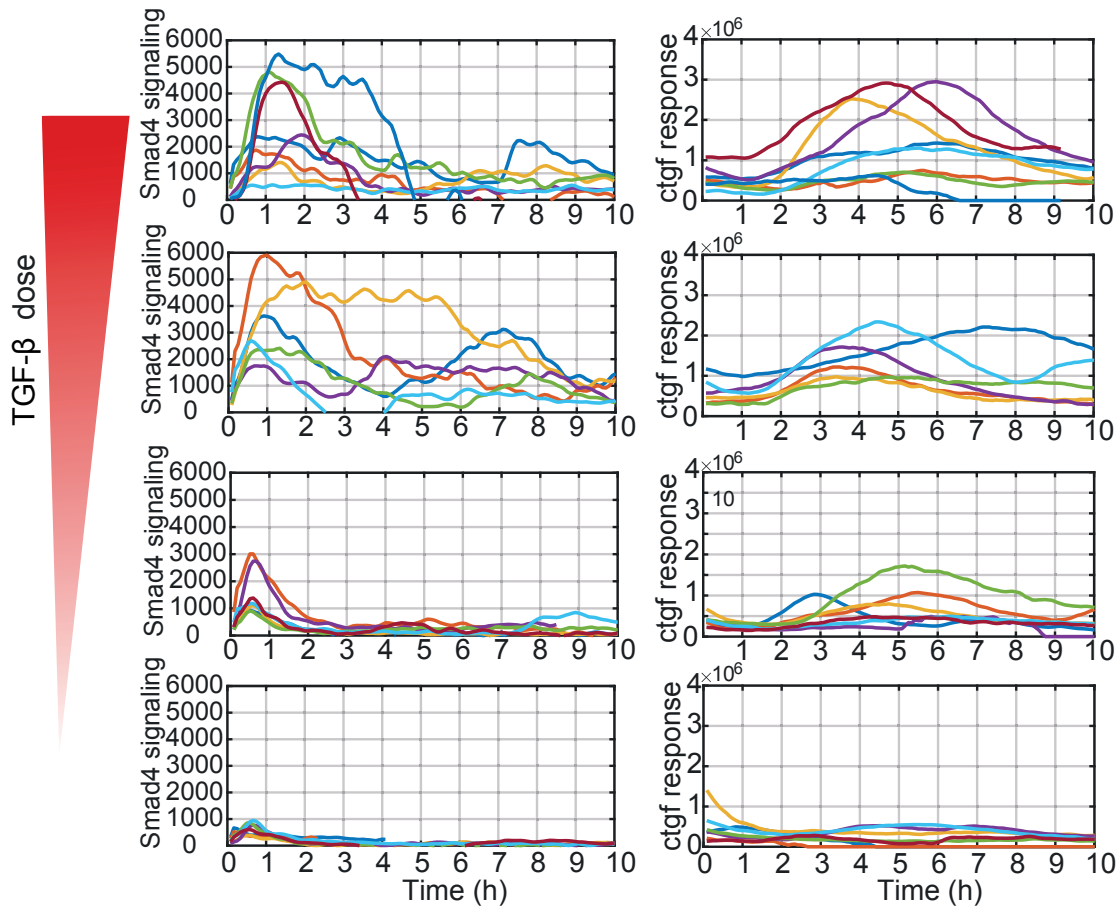 TGF-β dose
Smad4 signaling
6000
5000
4000
3000
2000
1000
0
0 1 2 3 4 5 6 7 8 9 10
ctgf response
×10⁶
4
3
2
1
0
1 2 3 4 5 6 7 8 9 10
Smad4 signaling
6000
5000
4000
3000
2000
1000
0
0 1 2 3 4 5 6 7 8 9 10
ctgf response
×10⁶
4
3
2
1
0
0 1 2 3 4 5 6 7 8 9 10
Smad4 signaling
6000
5000
4000
3000
2000
1000
0
0 1 2 3 4 5 6 7 8 9 10
ctgf response
×10⁶
10
4
3
2
1
0
0 1 2 3 4 5 6 7 8 9 10
Smad4 signaling
6000
5000
4000
3000
2000
1000
0
0 1 2 3 4 5 6 7 8 9 10
Time (h)
ctgf response
×10⁶
4
3
2
1
0
0 1 2 3 4 5 6 7 8 9 10
Time (h)